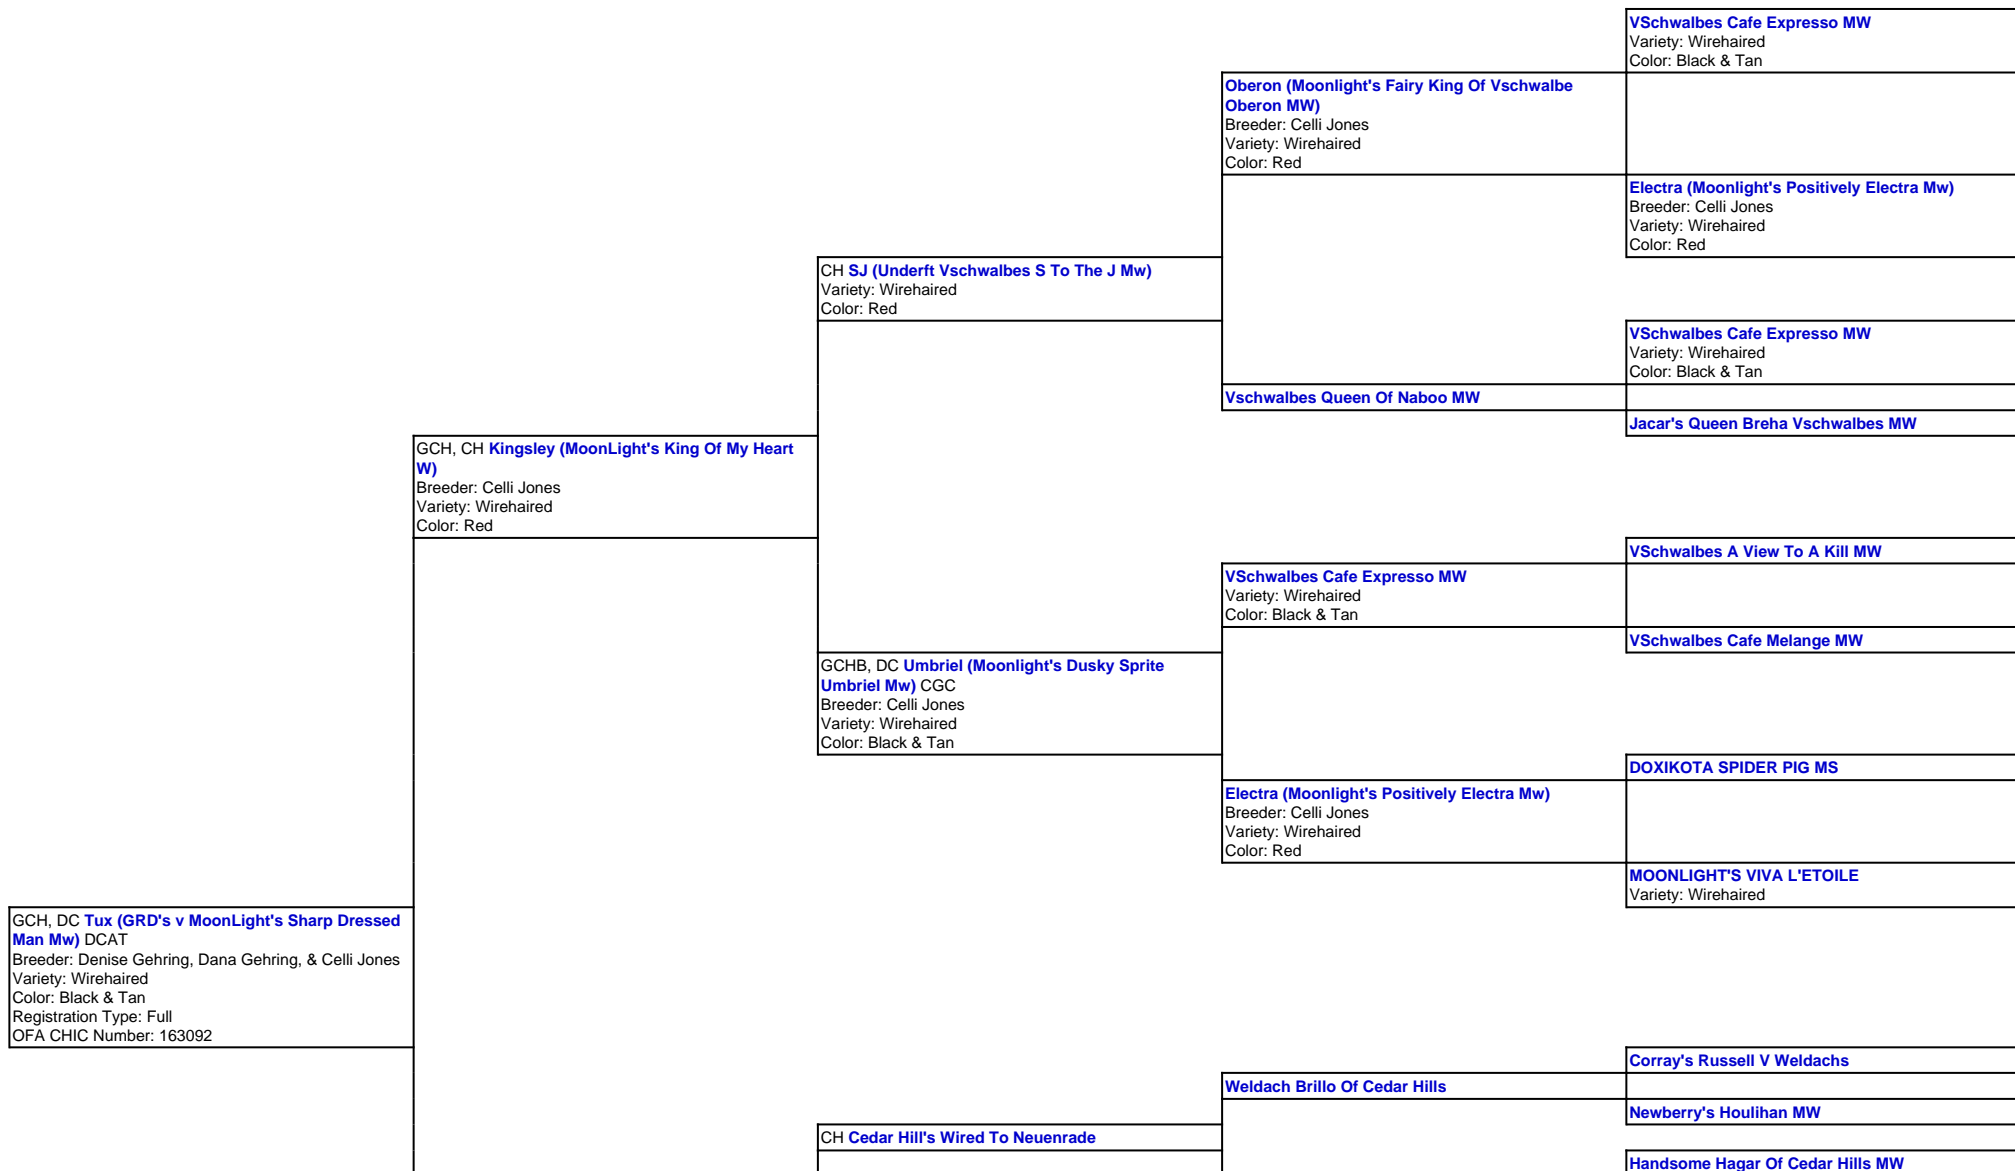 VSchwalbes Cafe Expresso MW
Variety: Wirehaired
Color: Black & Tan
Oberon (Moonlight's Fairy King Of Vschwalbe
Oberon MW)
Breeder: Celli Jones
Variety: Wirehaired
Color: Red
Electra (Moonlight's Positively Electra Mw)
Breeder: Celli Jones
Variety: Wirehaired
Color: Red
CH SJ (Underft Vschwalbes S To The J Mw)
Variety: Wirehaired
Color: Red
VSchwalbes Cafe Expresso MW
Variety: Wirehaired
Color: Black & Tan
Vschwalbes Queen Of Naboo MW
Jacar's Queen Breha Vschwalbes MW
GCH, CH Kingsley (MoonLight's King Of My Heart
W)
Breeder: Celli Jones
Variety: Wirehaired
Color: Red
VSchwalbes A View To A Kill MW
VSchwalbes Cafe Expresso MW
Variety: Wirehaired
Color: Black & Tan
VSchwalbes Cafe Melange MW
GCHB, DC Umbriel (Moonlight's Dusky Sprite
Umbriel Mw) CGC
Breeder: Celli Jones
Variety: Wirehaired
Color: Black & Tan
DOXIKOTA SPIDER PIG MS
Electra (Moonlight's Positively Electra Mw)
Breeder: Celli Jones
Variety: Wirehaired
Color: Red
MOONLIGHT'S VIVA L'ETOILE
Variety: Wirehaired
GCH, DC Tux (GRD's v MoonLight's Sharp Dressed
Man Mw) DCAT
Breeder: Denise Gehring, Dana Gehring, & Celli Jones
Variety: Wirehaired
Color: Black & Tan
Registration Type: Full
OFA CHIC Number: 163092
Corray's Russell V Weldachs
Weldach Brillo Of Cedar Hills
Newberry's Houlihan MW
CH Cedar Hill's Wired To Neuenrade
Handsome Hagar Of Cedar Hills MW